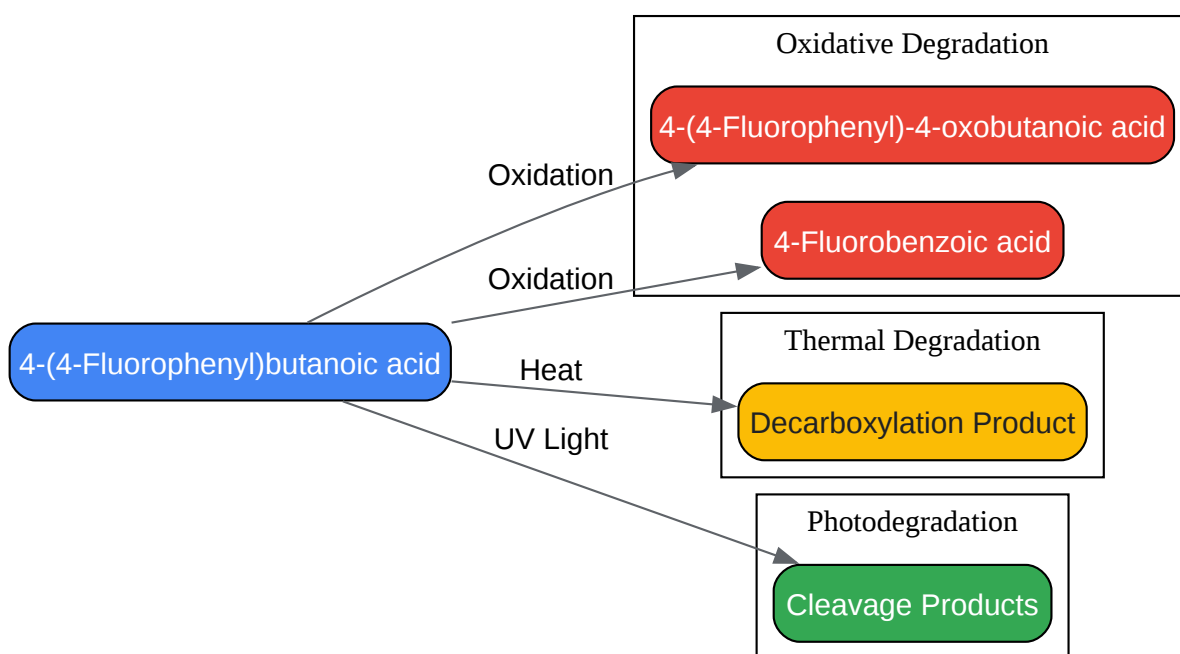 Oxidative Degradation
4-(4-Fluorophenyl)-4-oxobutanoic acid
Oxidation
4-Fluorobenzoic acid
Oxidation
4-(4-Fluorophenyl)butanoic acid
Thermal Degradation
Heat
Decarboxylation Product
UV Light
Photodegradation
Cleavage Products